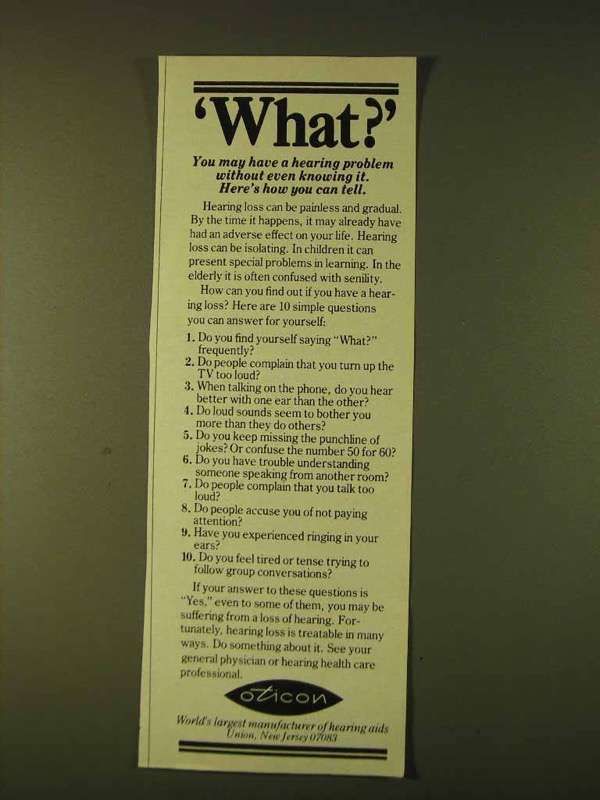 ‘What?’
You may have a hearing problem
without even knowing it.
Here's how you can tell.
Hearing loss can be painless and gradual.
By the time it happens, it may already have
had an adverse effect on your life. Hearing
loss can be isolating. In children it can
present special problems in learning. In the
elderly it is often confused with senility.
How can you find out if you have a hear-
ing loss? Here are 10 simple questions
you can answer for yourself:
1. Do you find yourself saying "What?"
frequently?
2. Do people complain that you turn up the
TV too loud?
3. When talking on the phone, do you hear
better with one ear than the other?
4. Do loud sounds seem to bother you
more than they do others?
5. Do you keep missing the punchline of
jokes? Or confuse the number 50 for 60?
6. Do you have trouble understanding
someone speaking from another room?
7. Do people complain that you talk too
loud?
8. Do people accuse you of not paying
attention?
9. Have you experienced ringing in your
ears?
10. Do you feel tired or tense trying to
follow group conversations?
If your answer to these questions is
"Yes," even to some of them, you may be
suffering from a loss of hearing. For-
tunately, hearing loss is treatable in many
ways. Do something about it. See your
general physician or hearing health care
professional.
oticon
World's largest manufacturer of hearing aids
Union, New Jersey 07083